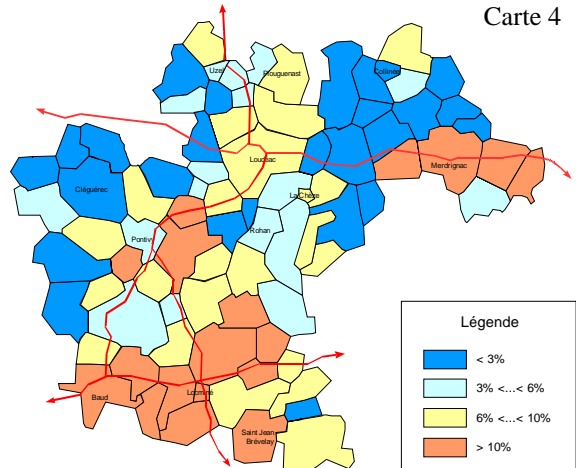 Carte 4
Uzel
Plouguenast
Collinée
Merdrignac
Loudéac
Cléguérec
La Chèze
Pontivy
Rohan
Baud
Locminé
Saint Jean
Brévelay
Légende
< 3%
3% <...< 6%
6% <...< 10%
> 10%